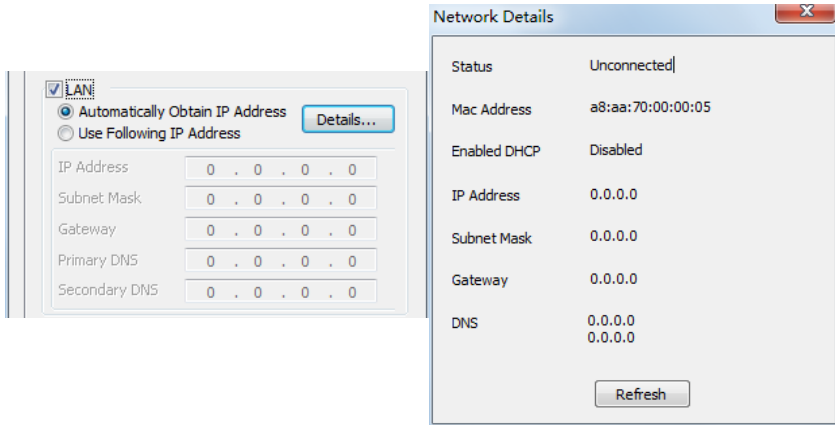 LAN
Automatically Obtain IP Address
Details...
Use Following IP Address
IP Address 0 . 0 . 0 . 0
Subnet Mask 0 . 0 . 0 . 0
Gateway 0 . 0 . 0 . 0
Primary DNS 0 . 0 . 0 . 0
Secondary DNS 0 . 0 . 0 . 0
Network Details
Status Unconnected
Mac Address a8:aa:70:00:00:05
Enabled DHCP Disabled
IP Address 0.0.0.0
Subnet Mask 0.0.0.0
Gateway 0.0.0.0
DNS 0.0.0.0
0.0.0.0
Refresh